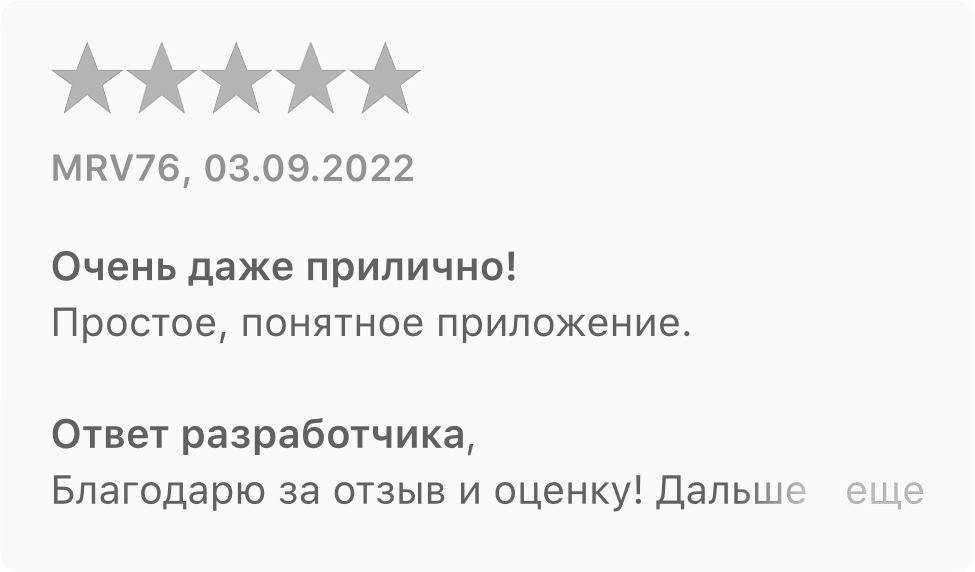 MRV76, 03.09.2022
Очень даже прилично!
Простое, понятное приложение.
Ответ разработчика,
Благодарю за отзыв и оценку! Дальше еще